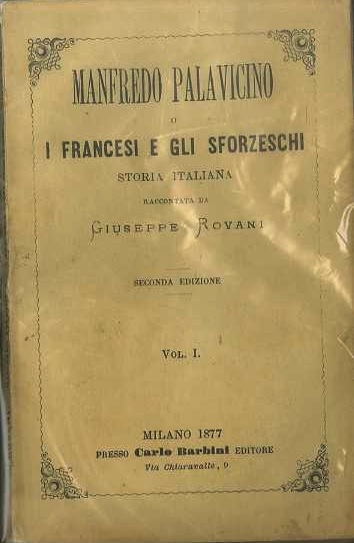 MANFREDO PALAVICINO
O
I FRANCESI E GLI SFORZESCHI
STORIA ITALIANA
RACCONTATA DA
GIUSEPPE ROVANI
SECONDA EDIZIONE
VOL. I.
MILANO 1877
PRESSO Carlo Barbini EDITORE
Via Chiaravalle, 9